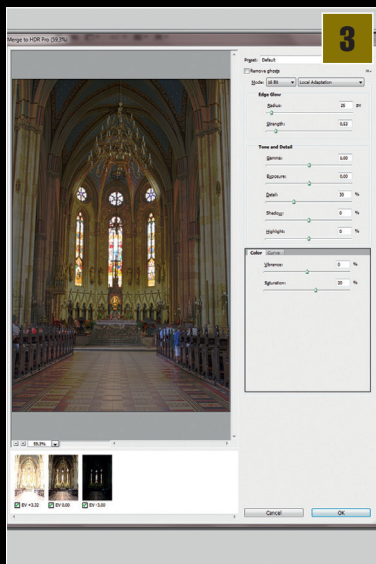 3
Merge to HDR Pro (59,3%)
Preset: Default
Remove ghosts
Mode: 16 Bit Local Adaptation
Edge Glow
Radius: px
Strength: 0,52
Tone and Detail
Gamma: 1,00
Exposure: 0,00
Detail: 30 %
Shadow: 0 %
Highlight: 0 %
Color Curve
Vibrance: 0 %
Saturation: 20 %
59,3%
EV +3,32 EV 0,00 EV -3,00
Cancel OK